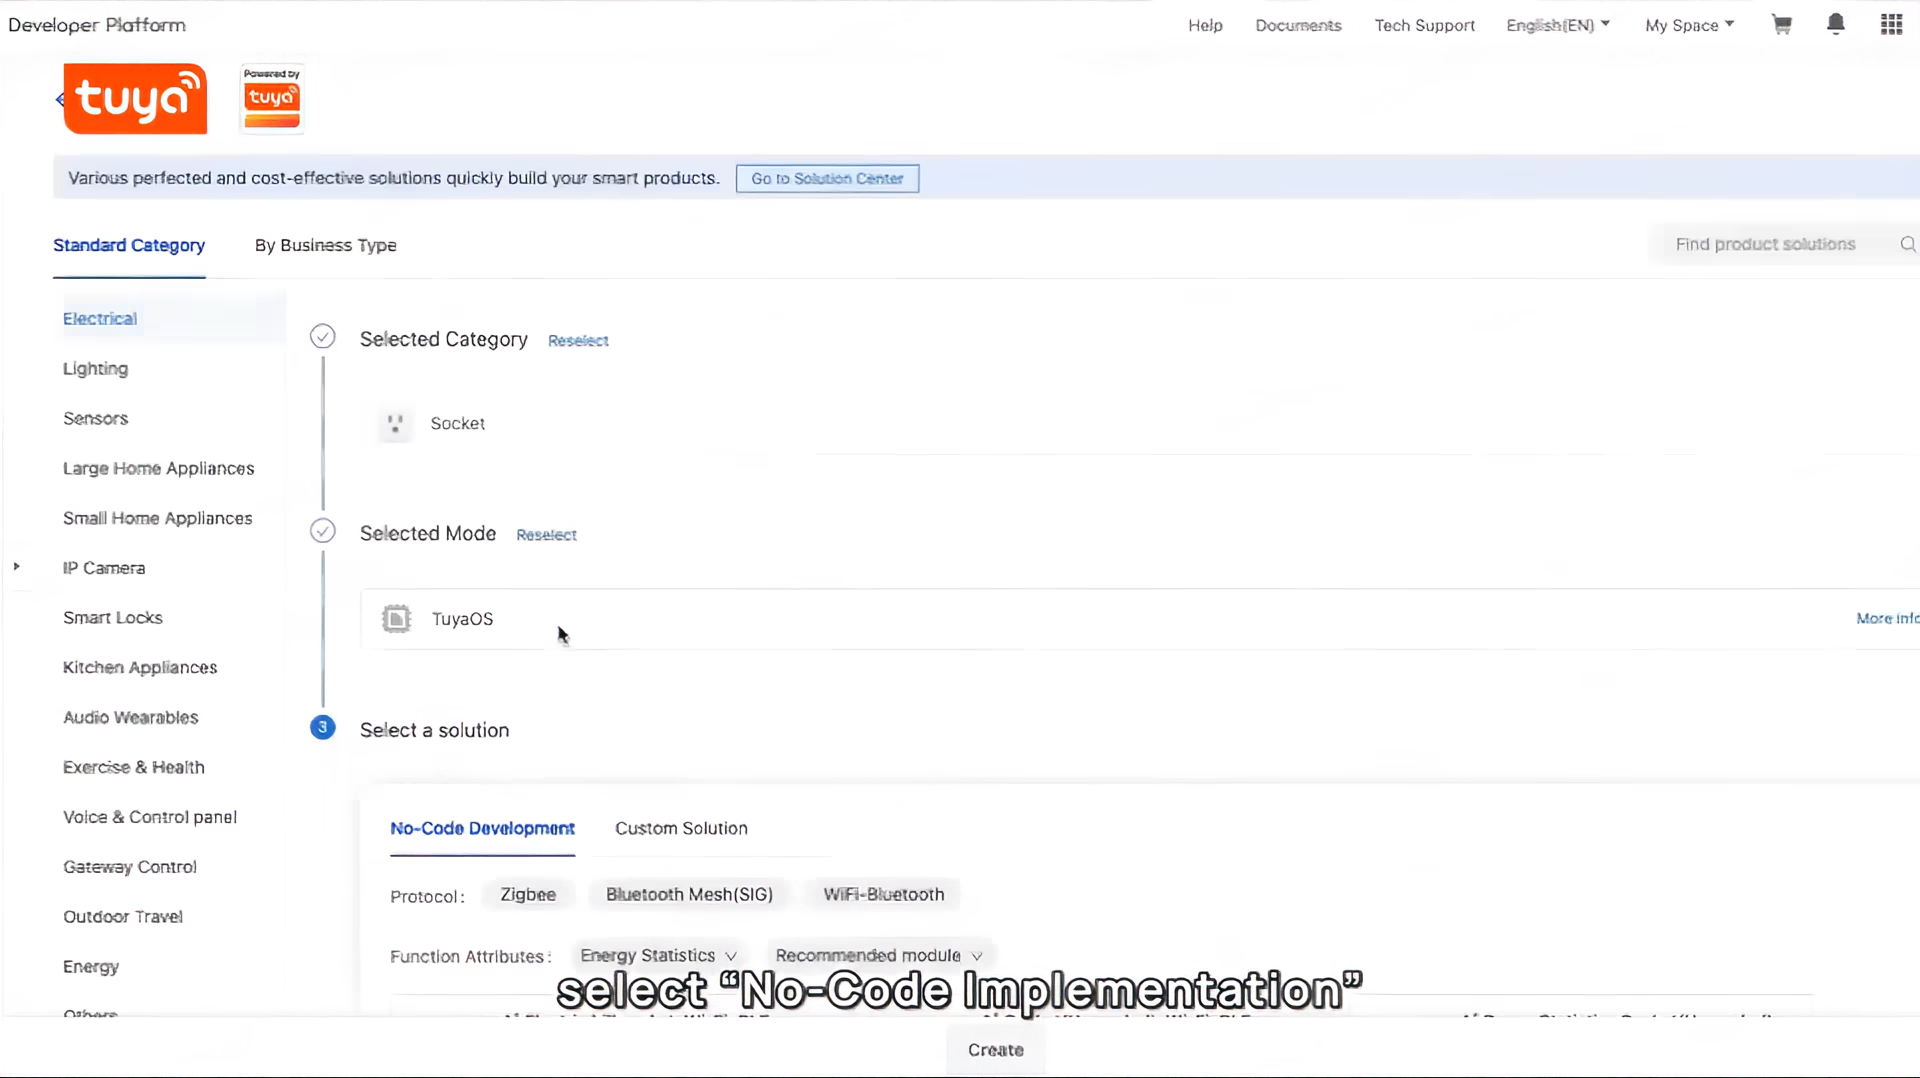 Developer Platform
Help
Documents
Tech Support
English(EN)
My Space
tuya
Powered by
tuya
Various perfected and cost-effective solutions quickly build your smart products.
Go to Solution Center
Standard Category
By Business Type
Find product solutions
Electrical
Lighting
Sensors
Large Home Appliances
Small Home Appliances
IP Camera
Smart Locks
Kitchen Appliances
Audio Wearables
Exercise & Health
Voice & Control panel
Gateway Control
Outdoor Travel
Energy
Others
Selected Category
Reselect
Socket
Selected Mode
Reselect
TuyaOS
More info
3
Select a solution
No-Code Development
Custom Solution
Protocol:
Zigbee
Bluetooth Mesh(SIG)
WiFi-Bluetooth
Function Attributes:
Energy Statistics
Recommended module
select “No-Code Implementation”
Create